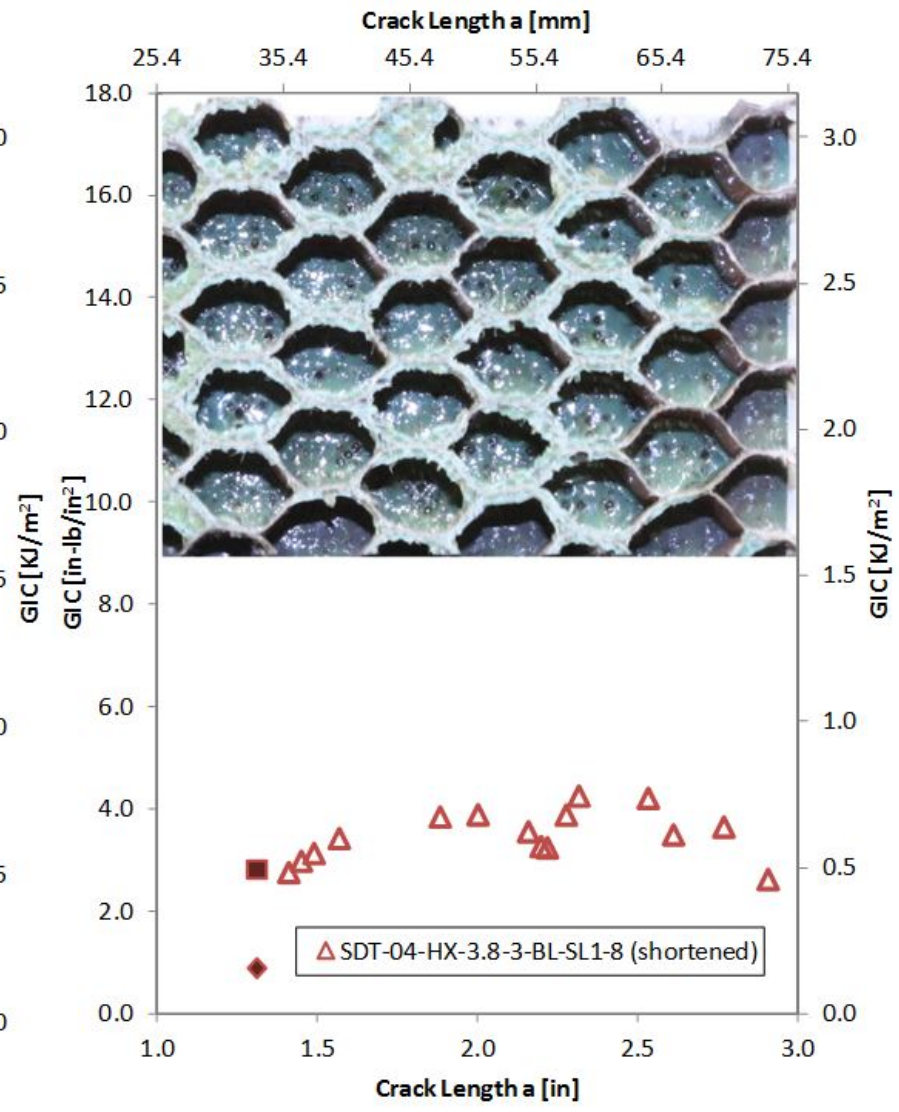 Crack Length a [mm]
25.4 35.4 45.4 55.4 65.4 75.4
18.0
16.0
14.0
12.0
10.0
8.0
6.0
4.0
2.0
0.0
GIC [KJ/m²]
GIC [in-lb/in²]
3.0
2.5
2.0
1.5
1.0
0.5
0.0
GIC [KJ/m²]
SDT-04-HX-3.8-3-BL-SL1-8 (shortened)
1.0 1.5 2.0 2.5 3.0
Crack Length a [in]